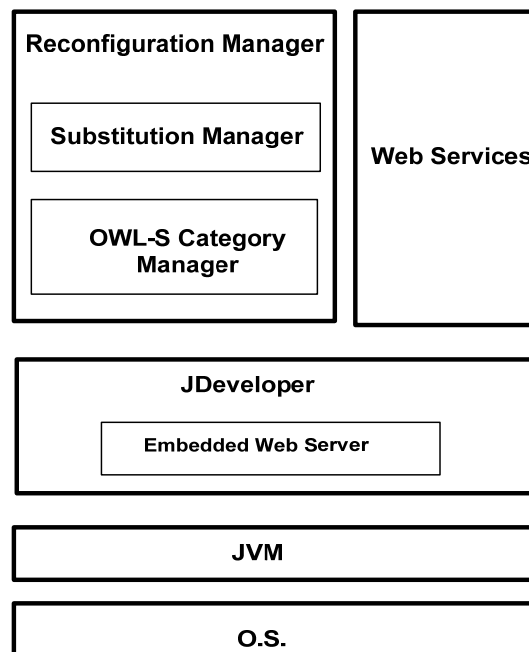 Reconfiguration Manager
Substitution Manager
OWL-S Category
Manager
Web Services
JDeveloper
Embedded Web Server
JVM
O.S.